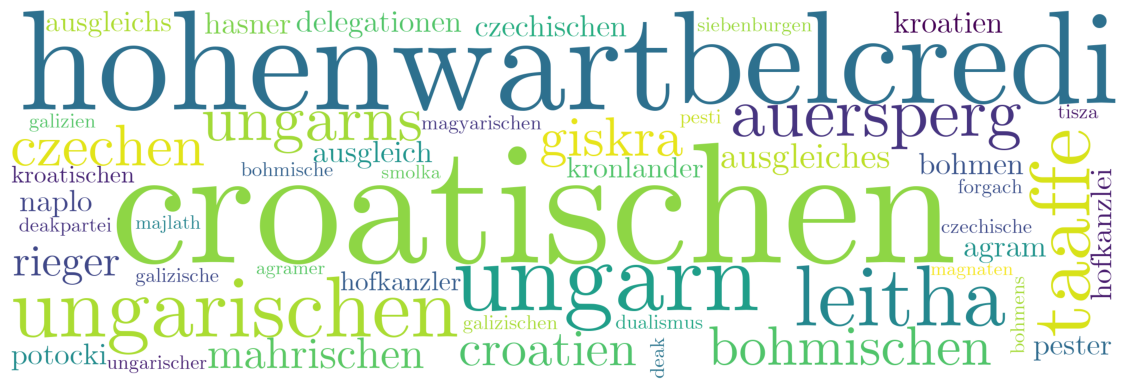 ausgleichs
hasner
delegationen
czechischen
siebenburgen
kroatien
hohenwart
belcredi
galizien
ungarns
magyarischen
giskra
pesti
auersperg
tisza
czechen
ausgleich
kronlander
ausgleiches
bohmen
kroatischen
bohmische
smolka
forgach
naplo
deakpartei
majlath
croatischen
czechische
taaffe
hofkanzlei
rieger
galizische
agramer
hofkanzler
ungarn
agram
magnaten
leitha
ungarischen
galizischen
dualismus
bohmens
potocki
ungarischer
mahrischen
croatien
deak
bohmischen
pester